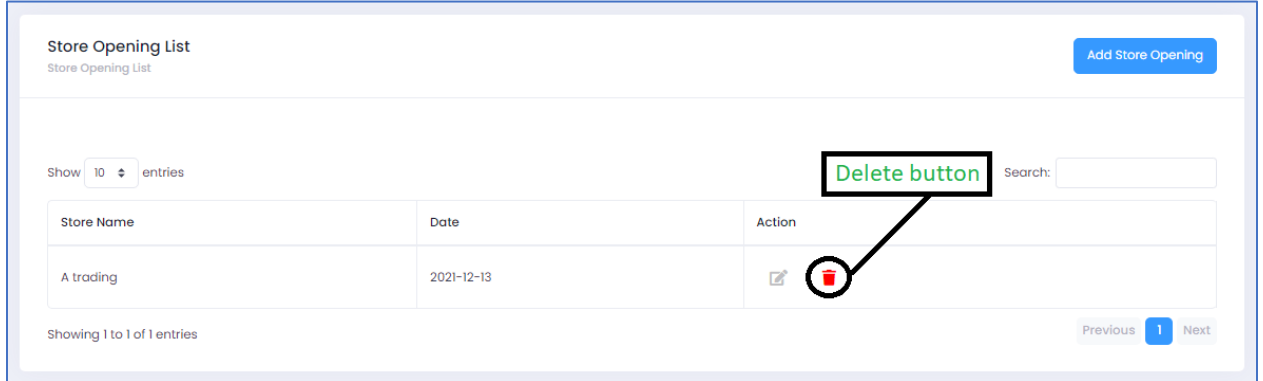 Store Opening List
Store Opening List
Add Store Opening
Show 10 entries
Delete button
Search:
Store Name Date Action
A trading 2021-12-13
Showing 1 to 1 of 1 entries
Previous 1 Next